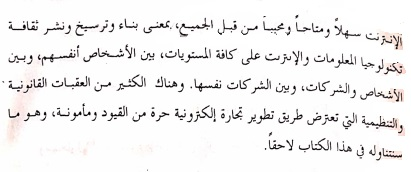 الإنترنت سهلاً ومتاحاً ومحبباً من قبل الجميع، بمعنى بناء وترسيخ ونشر ثقافة
تكنولوجيا المعلومات والإنترنت على كافة المستويات، بين الأشخاص أنفسهم، وبين
الأشخاص والشركات، وبين الشركات نفسها. وهناك الكثير من العقبات القانونية
والتنظيمية التي تعترض طريق تطوير تجارة إلكترونية حرة من القيود ومأمونة، وهو ما
سنتناوله في هذا الكتاب لاحقاً.